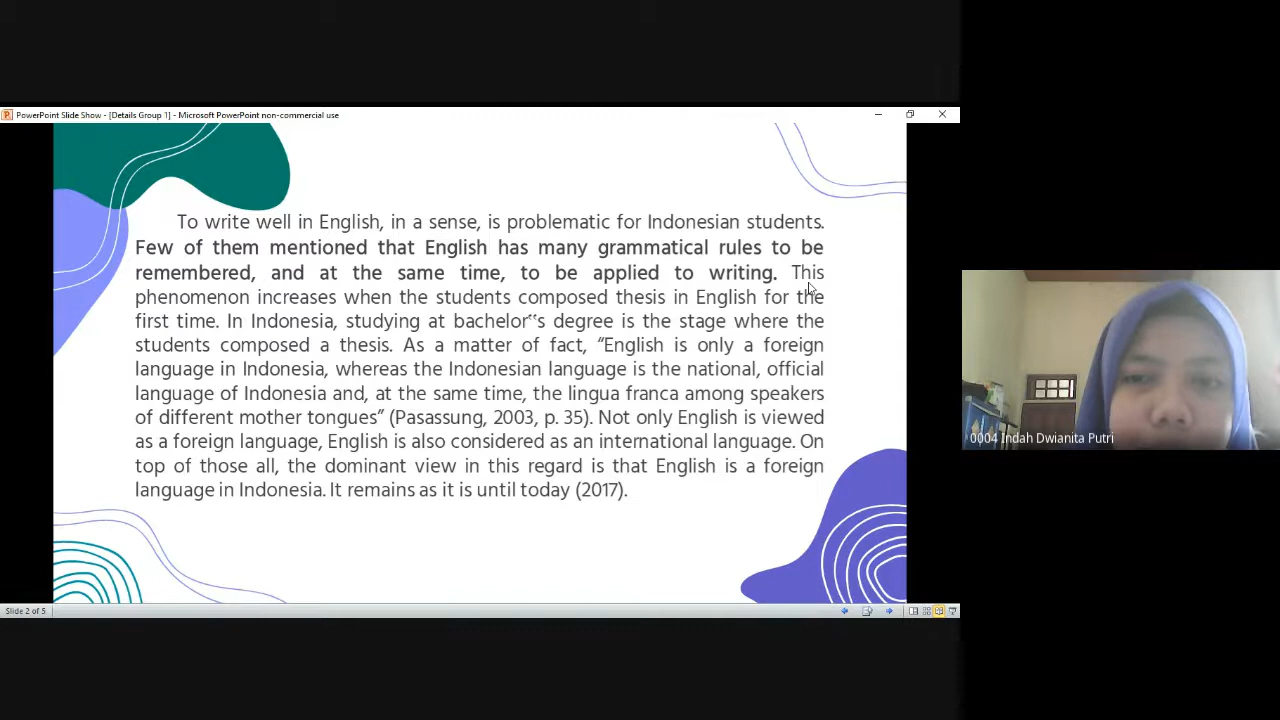 PowerPoint Slide Show - [Details Group 1] - Microsoft PowerPoint non-commercial use
To write well in English, in a sense, is problematic for Indonesian students.
Few of them mentioned that English has many grammatical rules to be
remembered, and at the same time, to be applied to writing. This
phenomenon increases when the students composed thesis in English for the
first time. In Indonesia, studying at bachelor‟s degree is the stage where the
students composed a thesis. As a matter of fact, “English is only a foreign
language in Indonesia, whereas the Indonesian language is the national, official
language of Indonesia and, at the same time, the lingua franca among speakers
of different mother tongues” (Pasassung, 2003, p. 35). Not only English is viewed
as a foreign language, English is also considered as an international language. On
top of those all, the dominant view in this regard is that English is a foreign
language in Indonesia. It remains as it is until today (2017).
Slide 2 of 5
0004 Indah Dwianita Putri